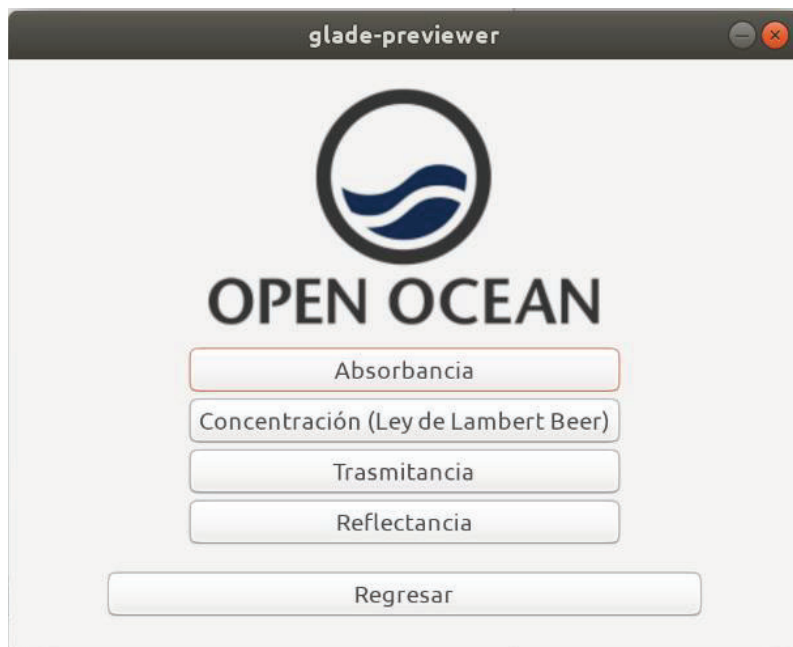 glade-previewer
OPEN OCEAN
Absorbancia
Concentración (Ley de Lambert Beer)
Trasmitancia
Reflectancia
Regresar